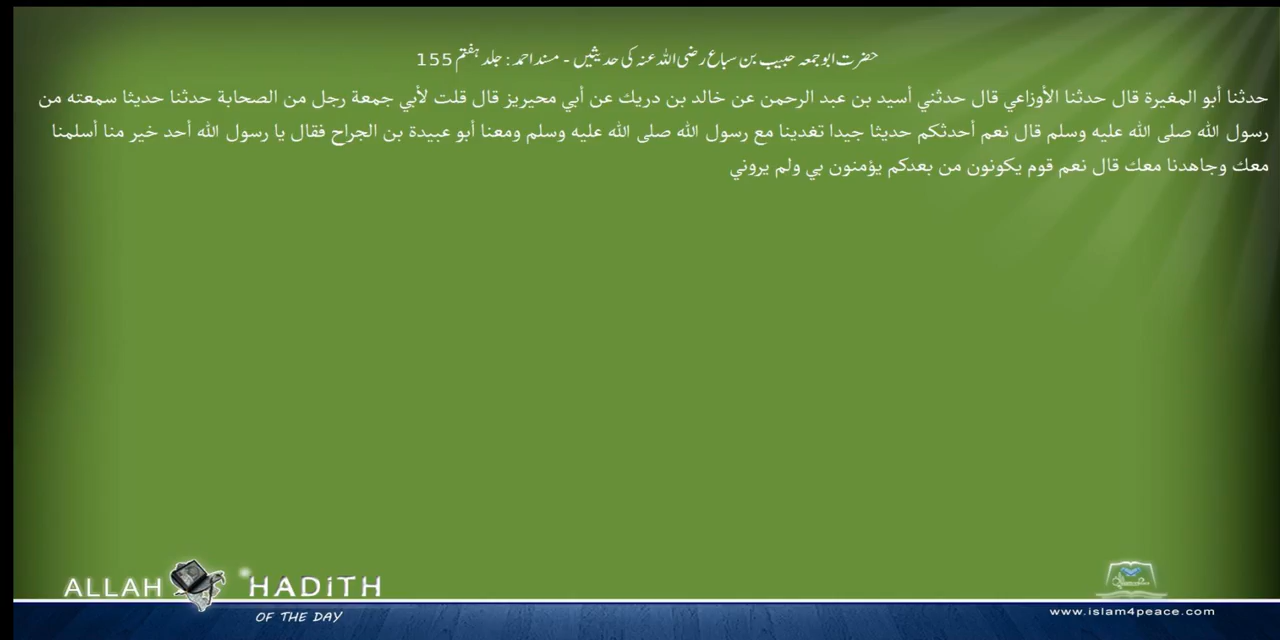 حضرت ابوجمعہ حبیب بن سباع رضی اللہ عنہ کی حدیثیں - مسند احمد : جلد ہفتم 155
حدثنا أبو المغيرة قال حدثنا الأوزاعي قال حدثني أسيد بن عبد الرحمن عن خالد بن دريك عن أبي محيريز قال قلت لأبي جمعة رجل من الصحابة حدثنا حديثا سمعته من
رسول الله صلى الله عليه وسلم قال نعم أحدثكم حديثا جيدا تغدينا مع رسول الله صلى الله عليه وسلم ومعنا أبو عبيدة بن الجراح فقال يا رسول الله أحد خير منا أسلمنا
معك وجاهدنا معك قال نعم قوم يكونون من بعدكم يؤمنون بي ولم يروني
ALLAH HADITH
OF THE DAY
www.islam4peace.com